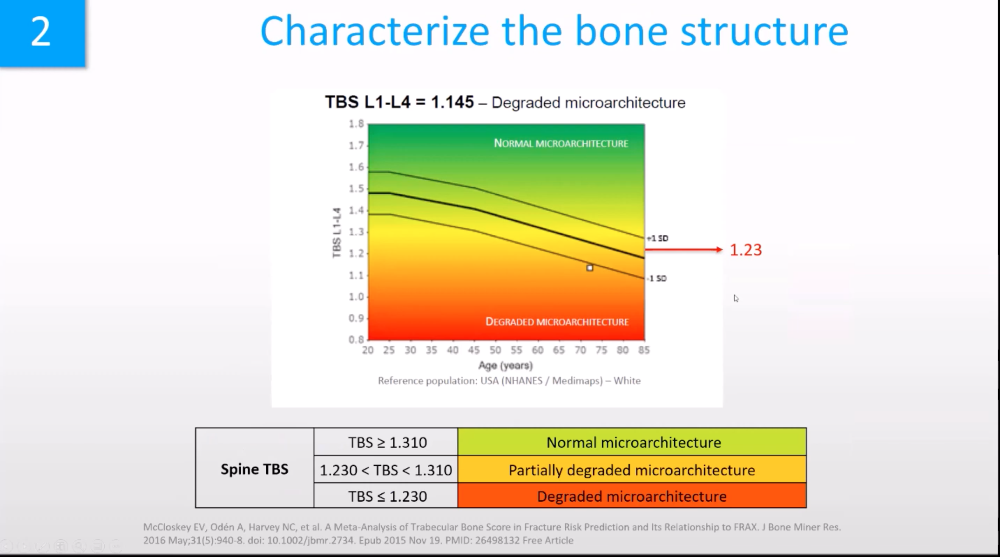 2
Characterize the bone structure
TBS L1-L4 = 1.145 – Degraded microarchitecture
1.8
1.7
1.6
1.5
1.4
1.3
1.2
1.1
1.0
0.9
0.8
TBS L1-L4
NORMAL MICROARCHITECTURE
DEGRADED MICROARCHITECTURE
+1 SD
1.23
-1 SD
20 25 30 35 40 45 50 55 60 65 70 75 80 85
Age (years)
Reference population: USA (NHANES / Medimaps) – White
Spine TBS
TBS ≥ 1.310 Normal microarchitecture
1.230 < TBS < 1.310 Partially degraded microarchitecture
TBS ≤ 1.230 Degraded microarchitecture
McCloskey EV, Odén A, Harvey NC, et al. A Meta-Analysis of Trabecular Bone Score in Fracture Risk Prediction and Its Relationship to FRAX. J Bone Miner Res.
2016 May;31(5):940-8. doi: 10.1002/jbmr.2734. Epub 2015 Nov 19. PMID: 26498132 Free Article